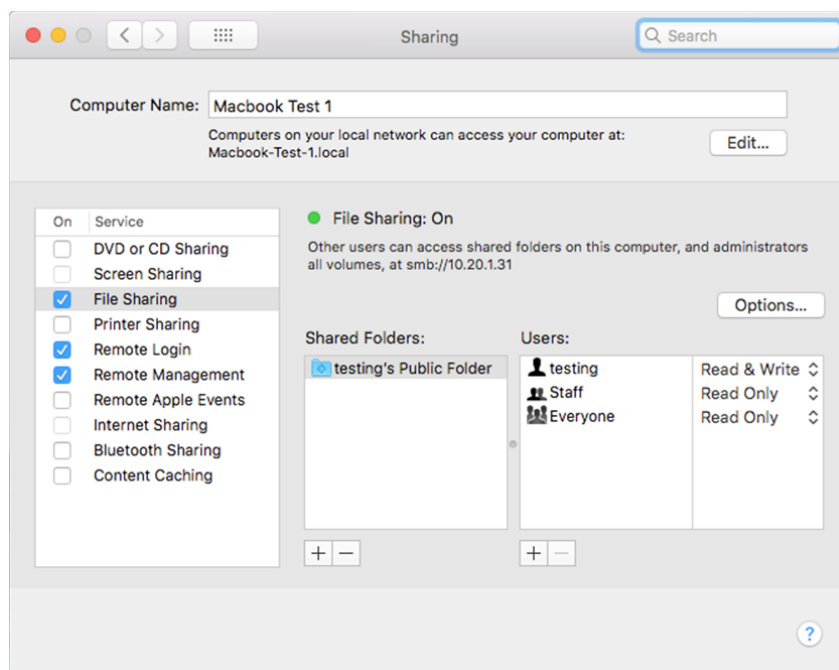 Sharing
Search
Computer Name: Macbook Test 1
Computers on your local network can access your computer at:
Macbook-Test-1.local
Edit...
On Service
DVD or CD Sharing
Screen Sharing
File Sharing
Printer Sharing
Remote Login
Remote Management
Remote Apple Events
Internet Sharing
Bluetooth Sharing
Content Caching
File Sharing: On
Other users can access shared folders on this computer, and administrators
all volumes, at smb://10.20.1.31
Options...
Shared Folders:
testing's Public Folder
Users:
testing Read & Write
Staff Read Only
Everyone Read Only
+ −
+ −
?